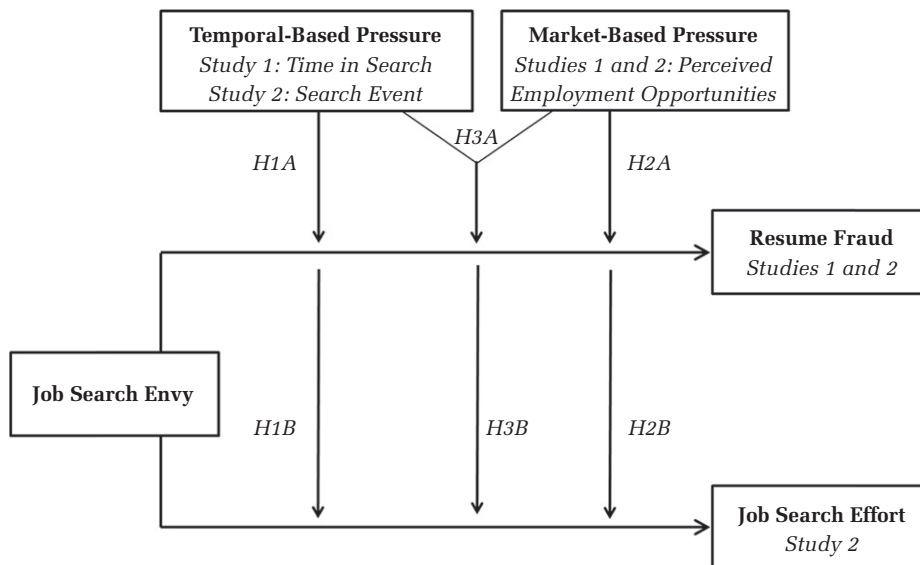 Temporal-Based Pressure
Study 1: Time in Search
Study 2: Search Event
Market-Based Pressure
Studies 1 and 2: Perceived
Employment Opportunities
H3A
H1A
H2A
Resume Fraud
Studies 1 and 2
Job Search Envy
H1B
H3B
H2B
Job Search Effort
Study 2